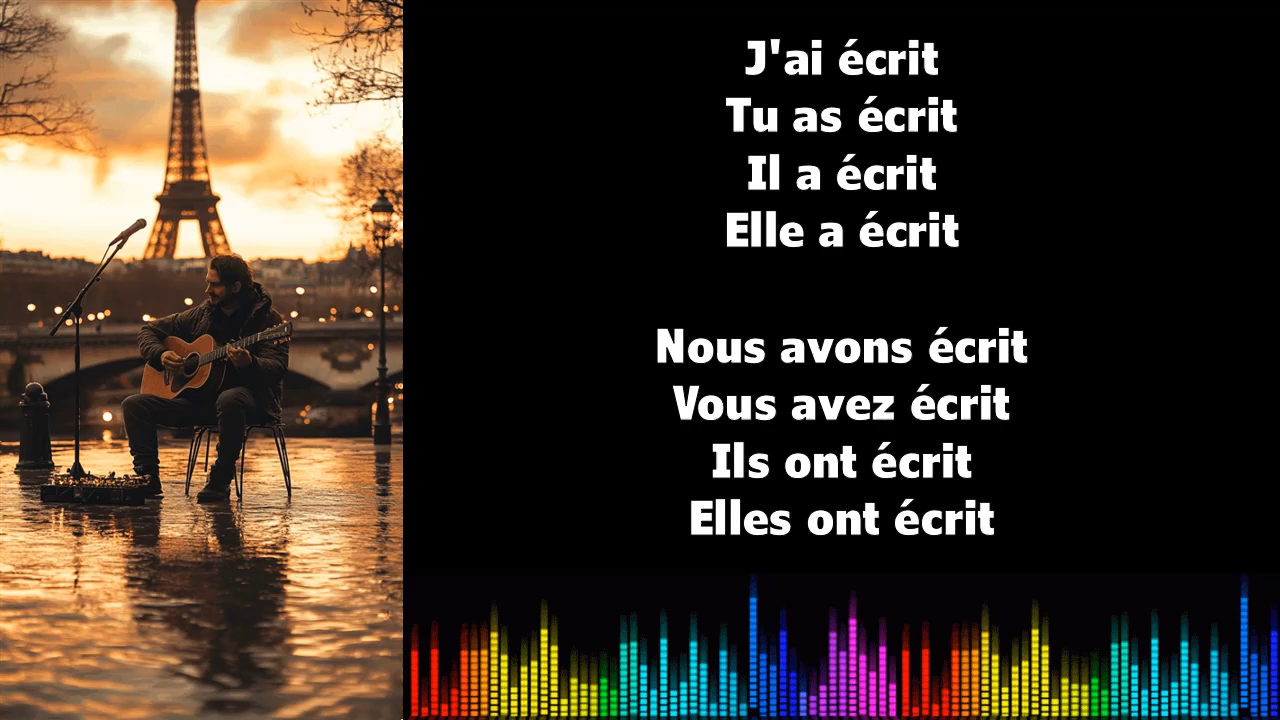 J'ai écrit
Tu as écrit
Il a écrit
Elle a écrit
Nous avons écrit
Vous avez écrit
Ils ont écrit
Elles ont écrit